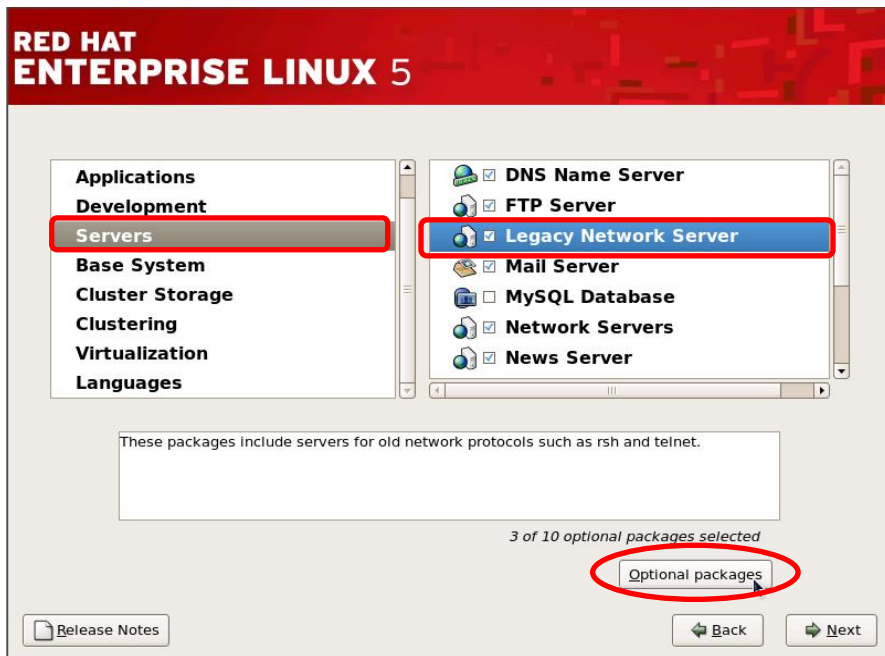 RED HAT
ENTERPRISE LINUX 5
Applications
Development
Servers
Base System
Cluster Storage
Clustering
Virtualization
Languages
DNS Name Server
FTP Server
Legacy Network Server
Mail Server
MySQL Database
Network Servers
News Server
These packages include servers for old network protocols such as rsh and telnet.
3 of 10 optional packages selected
Optional packages
Release Notes
Back
Next